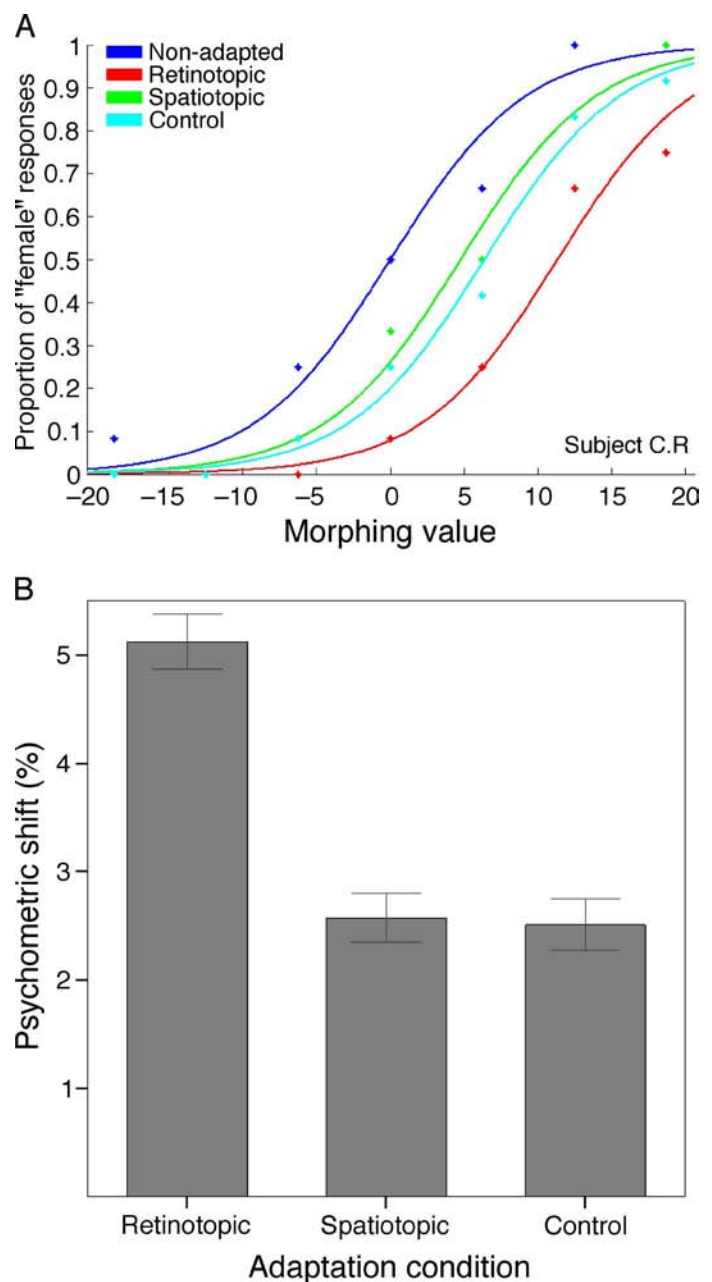 A
Non-adapted
Retinotopic
Spatiotopic
Control
1
0.9
0.8
0.7
0.6
0.5
0.4
0.3
0.2
0.1
0
Proportion of "female" responses
Subject C.R
−20 −15 −10 −5 0 5 10 15 20
Morphing value
B
5
4
3
2
1
Psychometric shift (%)
Retinotopic Spatiotopic Control
Adaptation condition